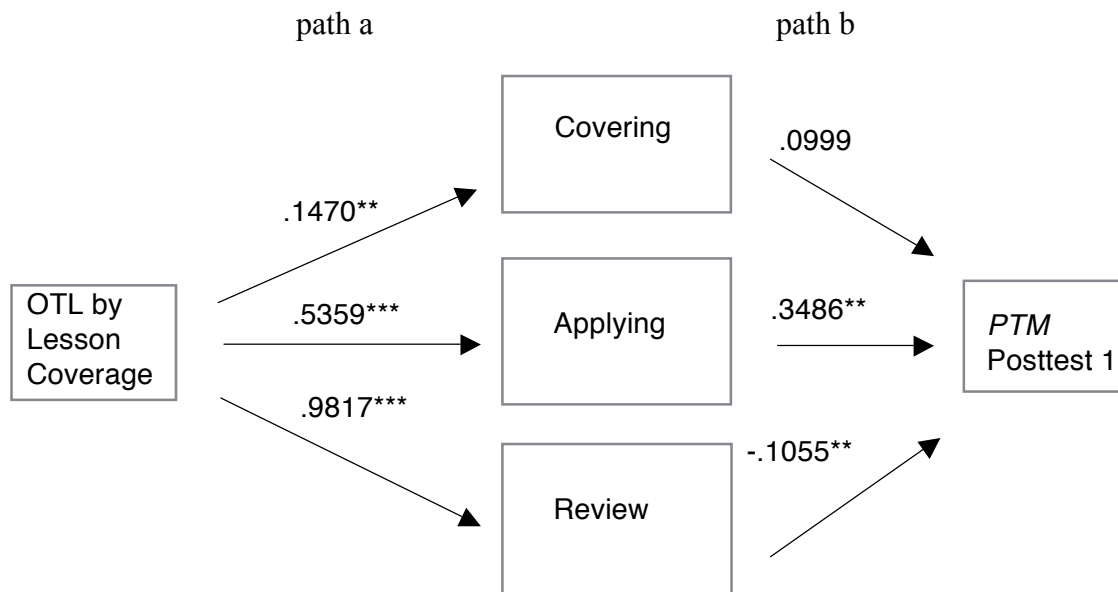 path a
path b
Covering
.0999
.1470**
OTL by
Lesson
Coverage
.5359***
Applying
.3486**
PTM
Posttest 1
.9817***
-.1055**
Review